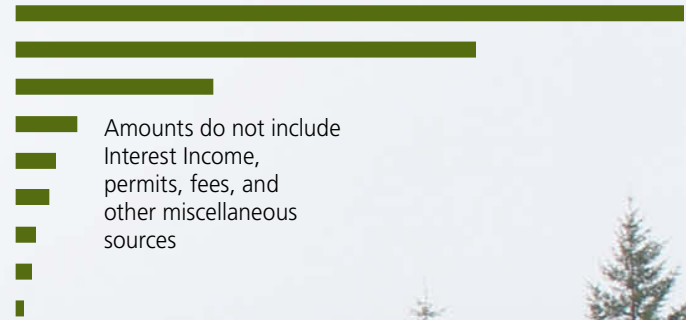 Amounts do not include
Interest Income,
permits, fees, and
other miscellaneous
sources